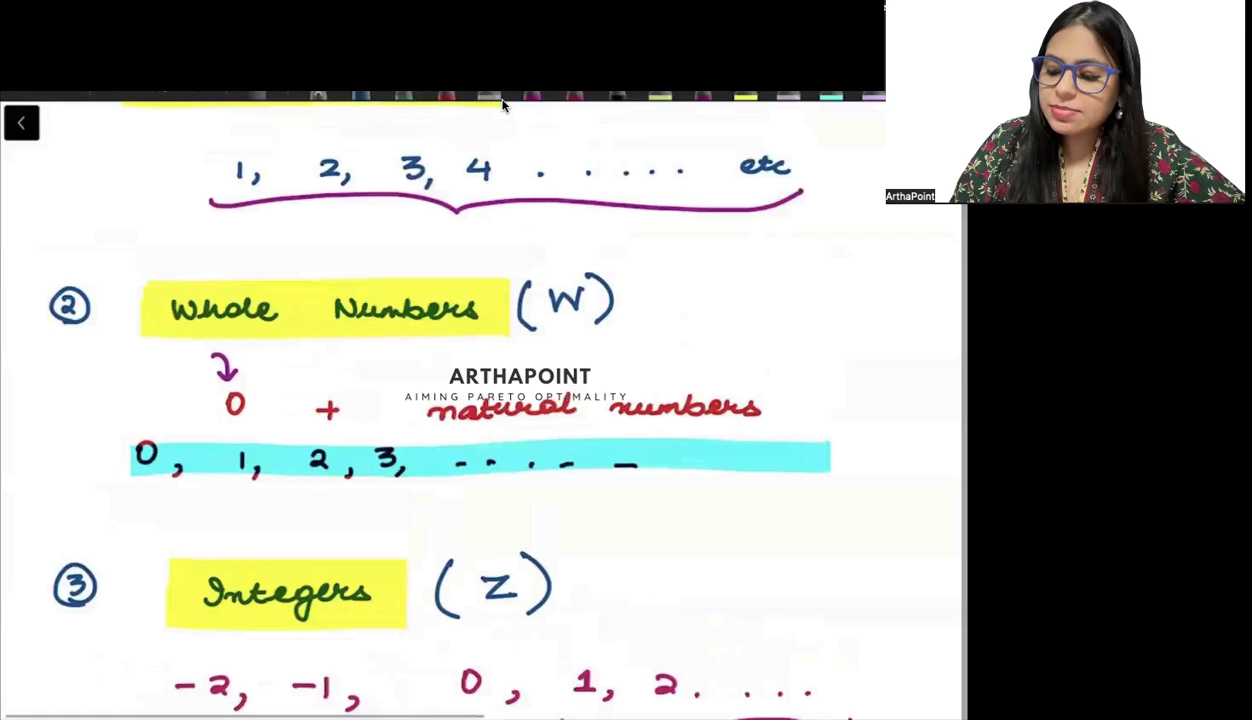 1, 2, 3, 4 . . . . . . etc
ArthaPoint
② Whole Numbers (W)
ARTHAPOINT
AIMING PARETO OPTIMALITY
0 + natural numbers
0, 1, 2, 3, - - . - -
③ Integers (Z)
-2, -1, 0, 1, 2. . . . .